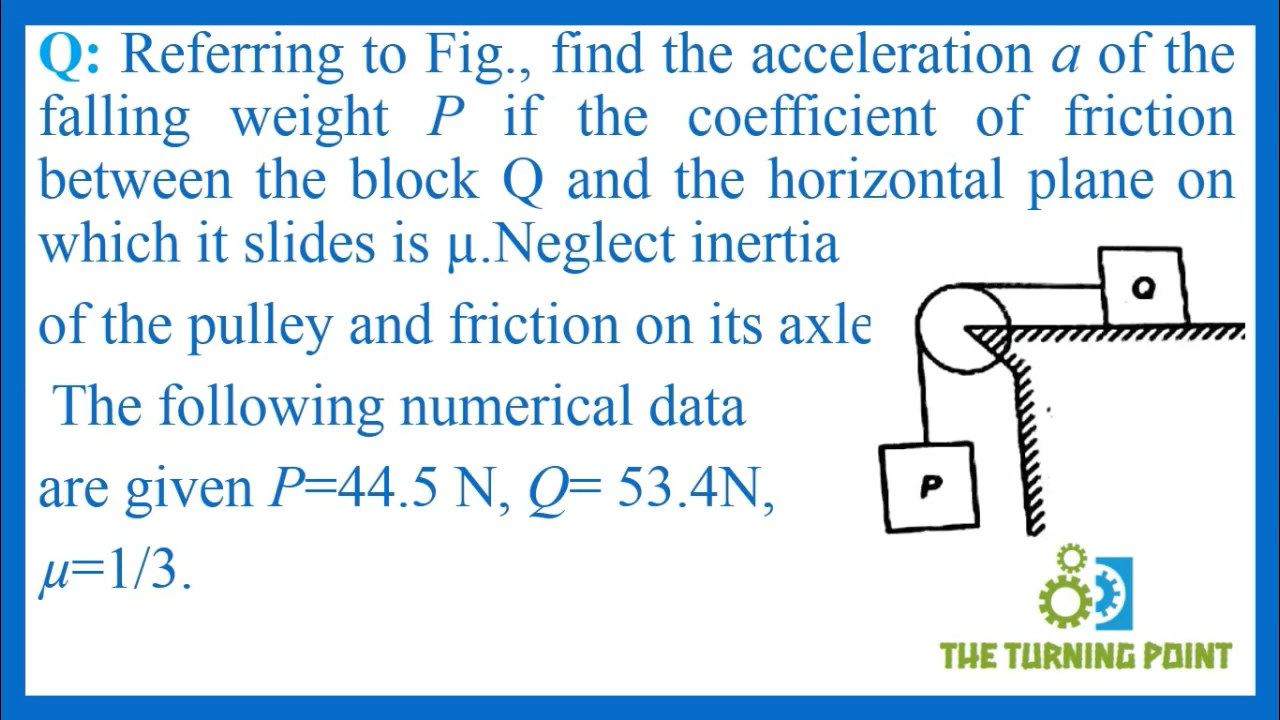 Q: Referring to Fig., find the acceleration a of the
falling weight P if the coefficient of friction
between the block Q and the horizontal plane on
which it slides is μ.Neglect inertia
of the pulley and friction on its axle
The following numerical data
are given P=44.5 N, Q= 53.4N,
μ=1/3.
Q
P
THE TURNING POINT